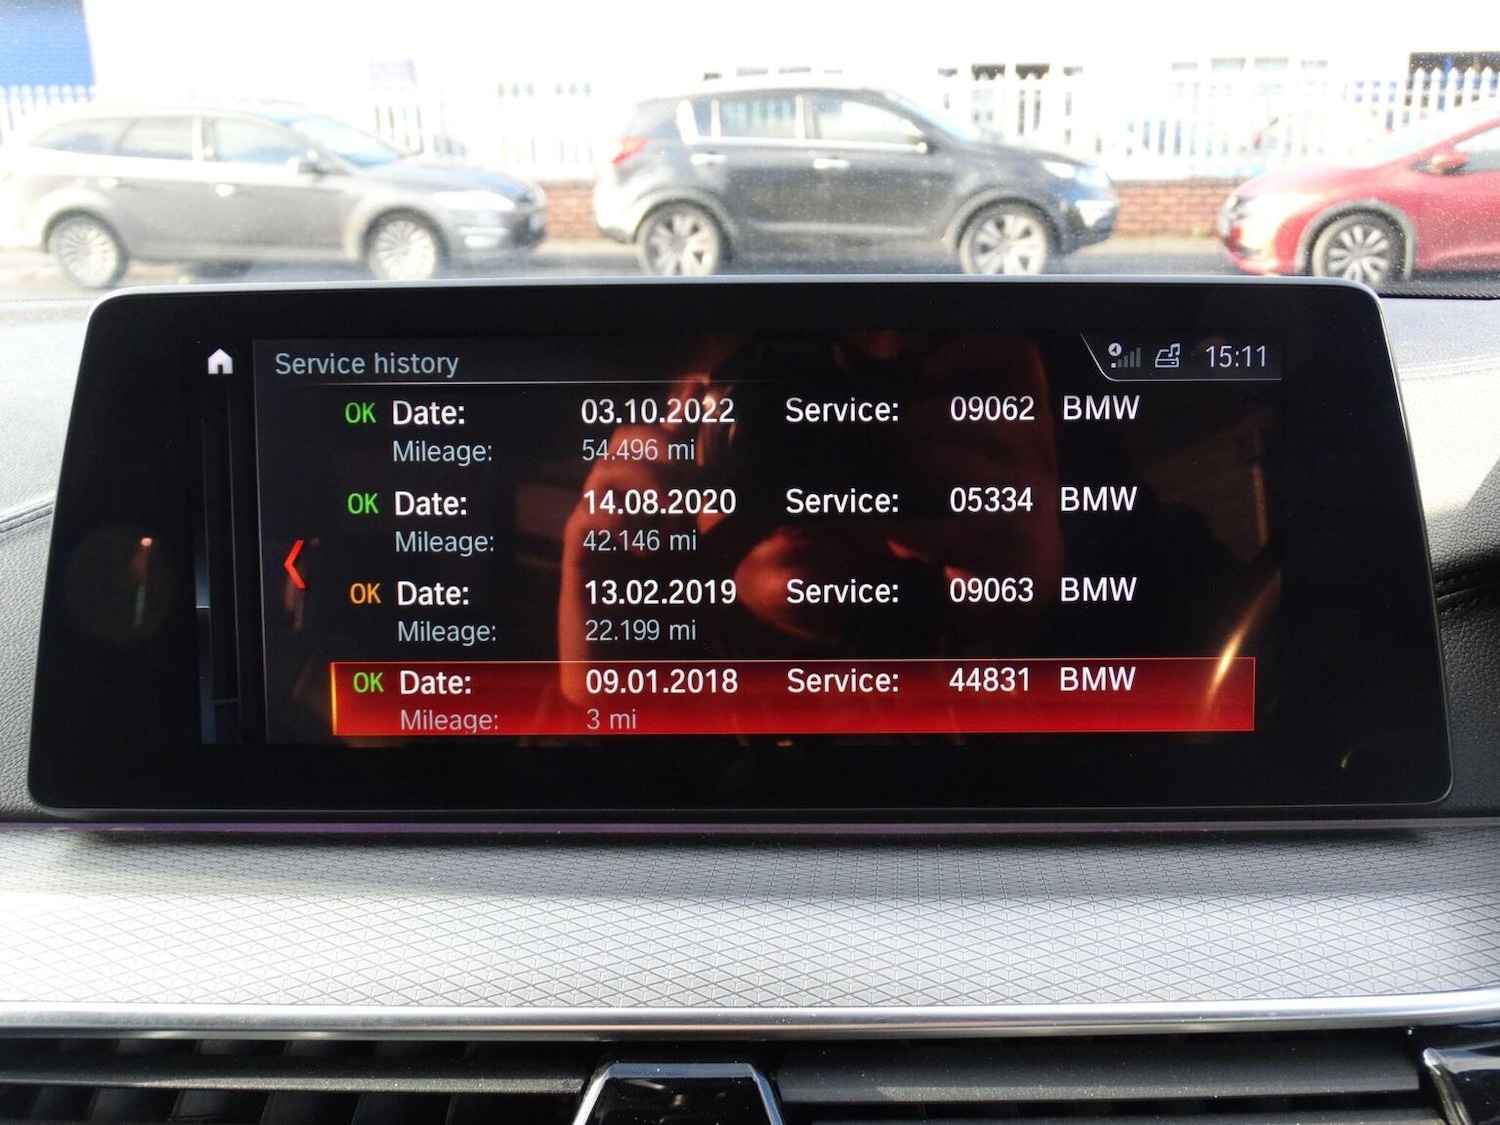 Service history 15:11
OK Date: 03.10.2022 Service: 09062 BMW
Mileage: 54.496 mi
OK Date: 14.08.2020 Service: 05334 BMW
Mileage: 42.146 mi
OK Date: 13.02.2019 Service: 09063 BMW
Mileage: 22.199 mi
OK Date: 09.01.2018 Service: 44831 BMW
Mileage: 3 mi